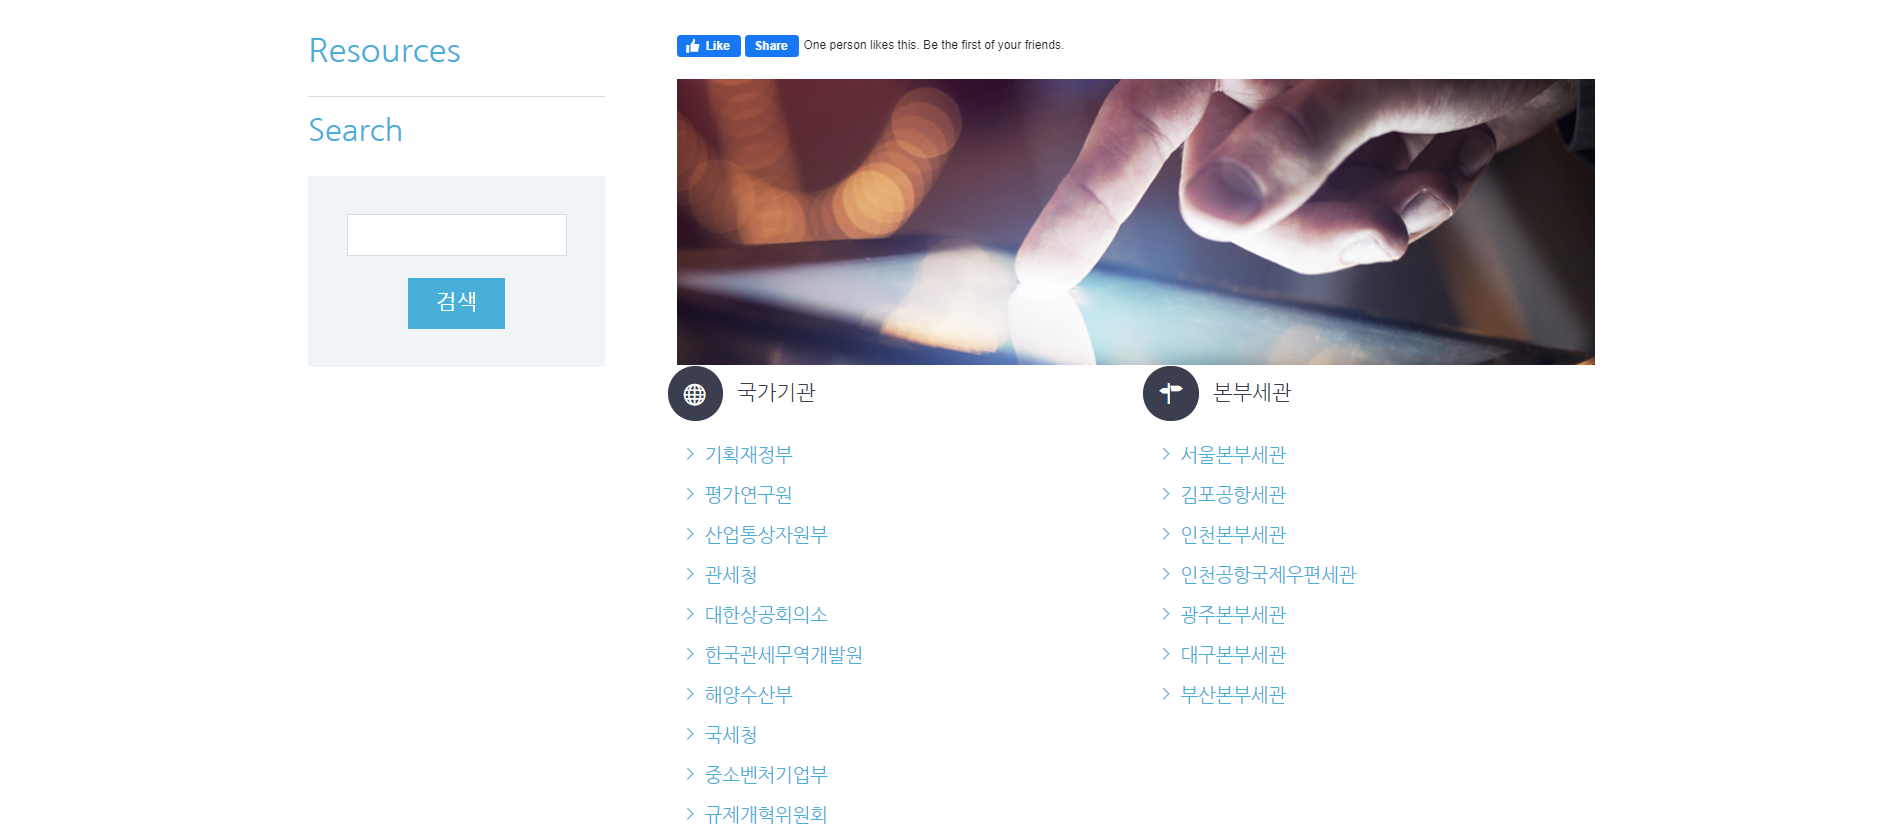 Resources
Search
검색
Like Share One person likes this. Be the first of your friends.
국가기관
기획재정부
평가연구원
산업통상자원부
관세청
대한상공회의소
한국관세무역개발원
해양수산부
국세청
중소벤처기업부
규제개혁위원회
본부세관
서울본부세관
김포공항세관
인천본부세관
인천공항국제우편세관
광주본부세관
대구본부세관
부산본부세관